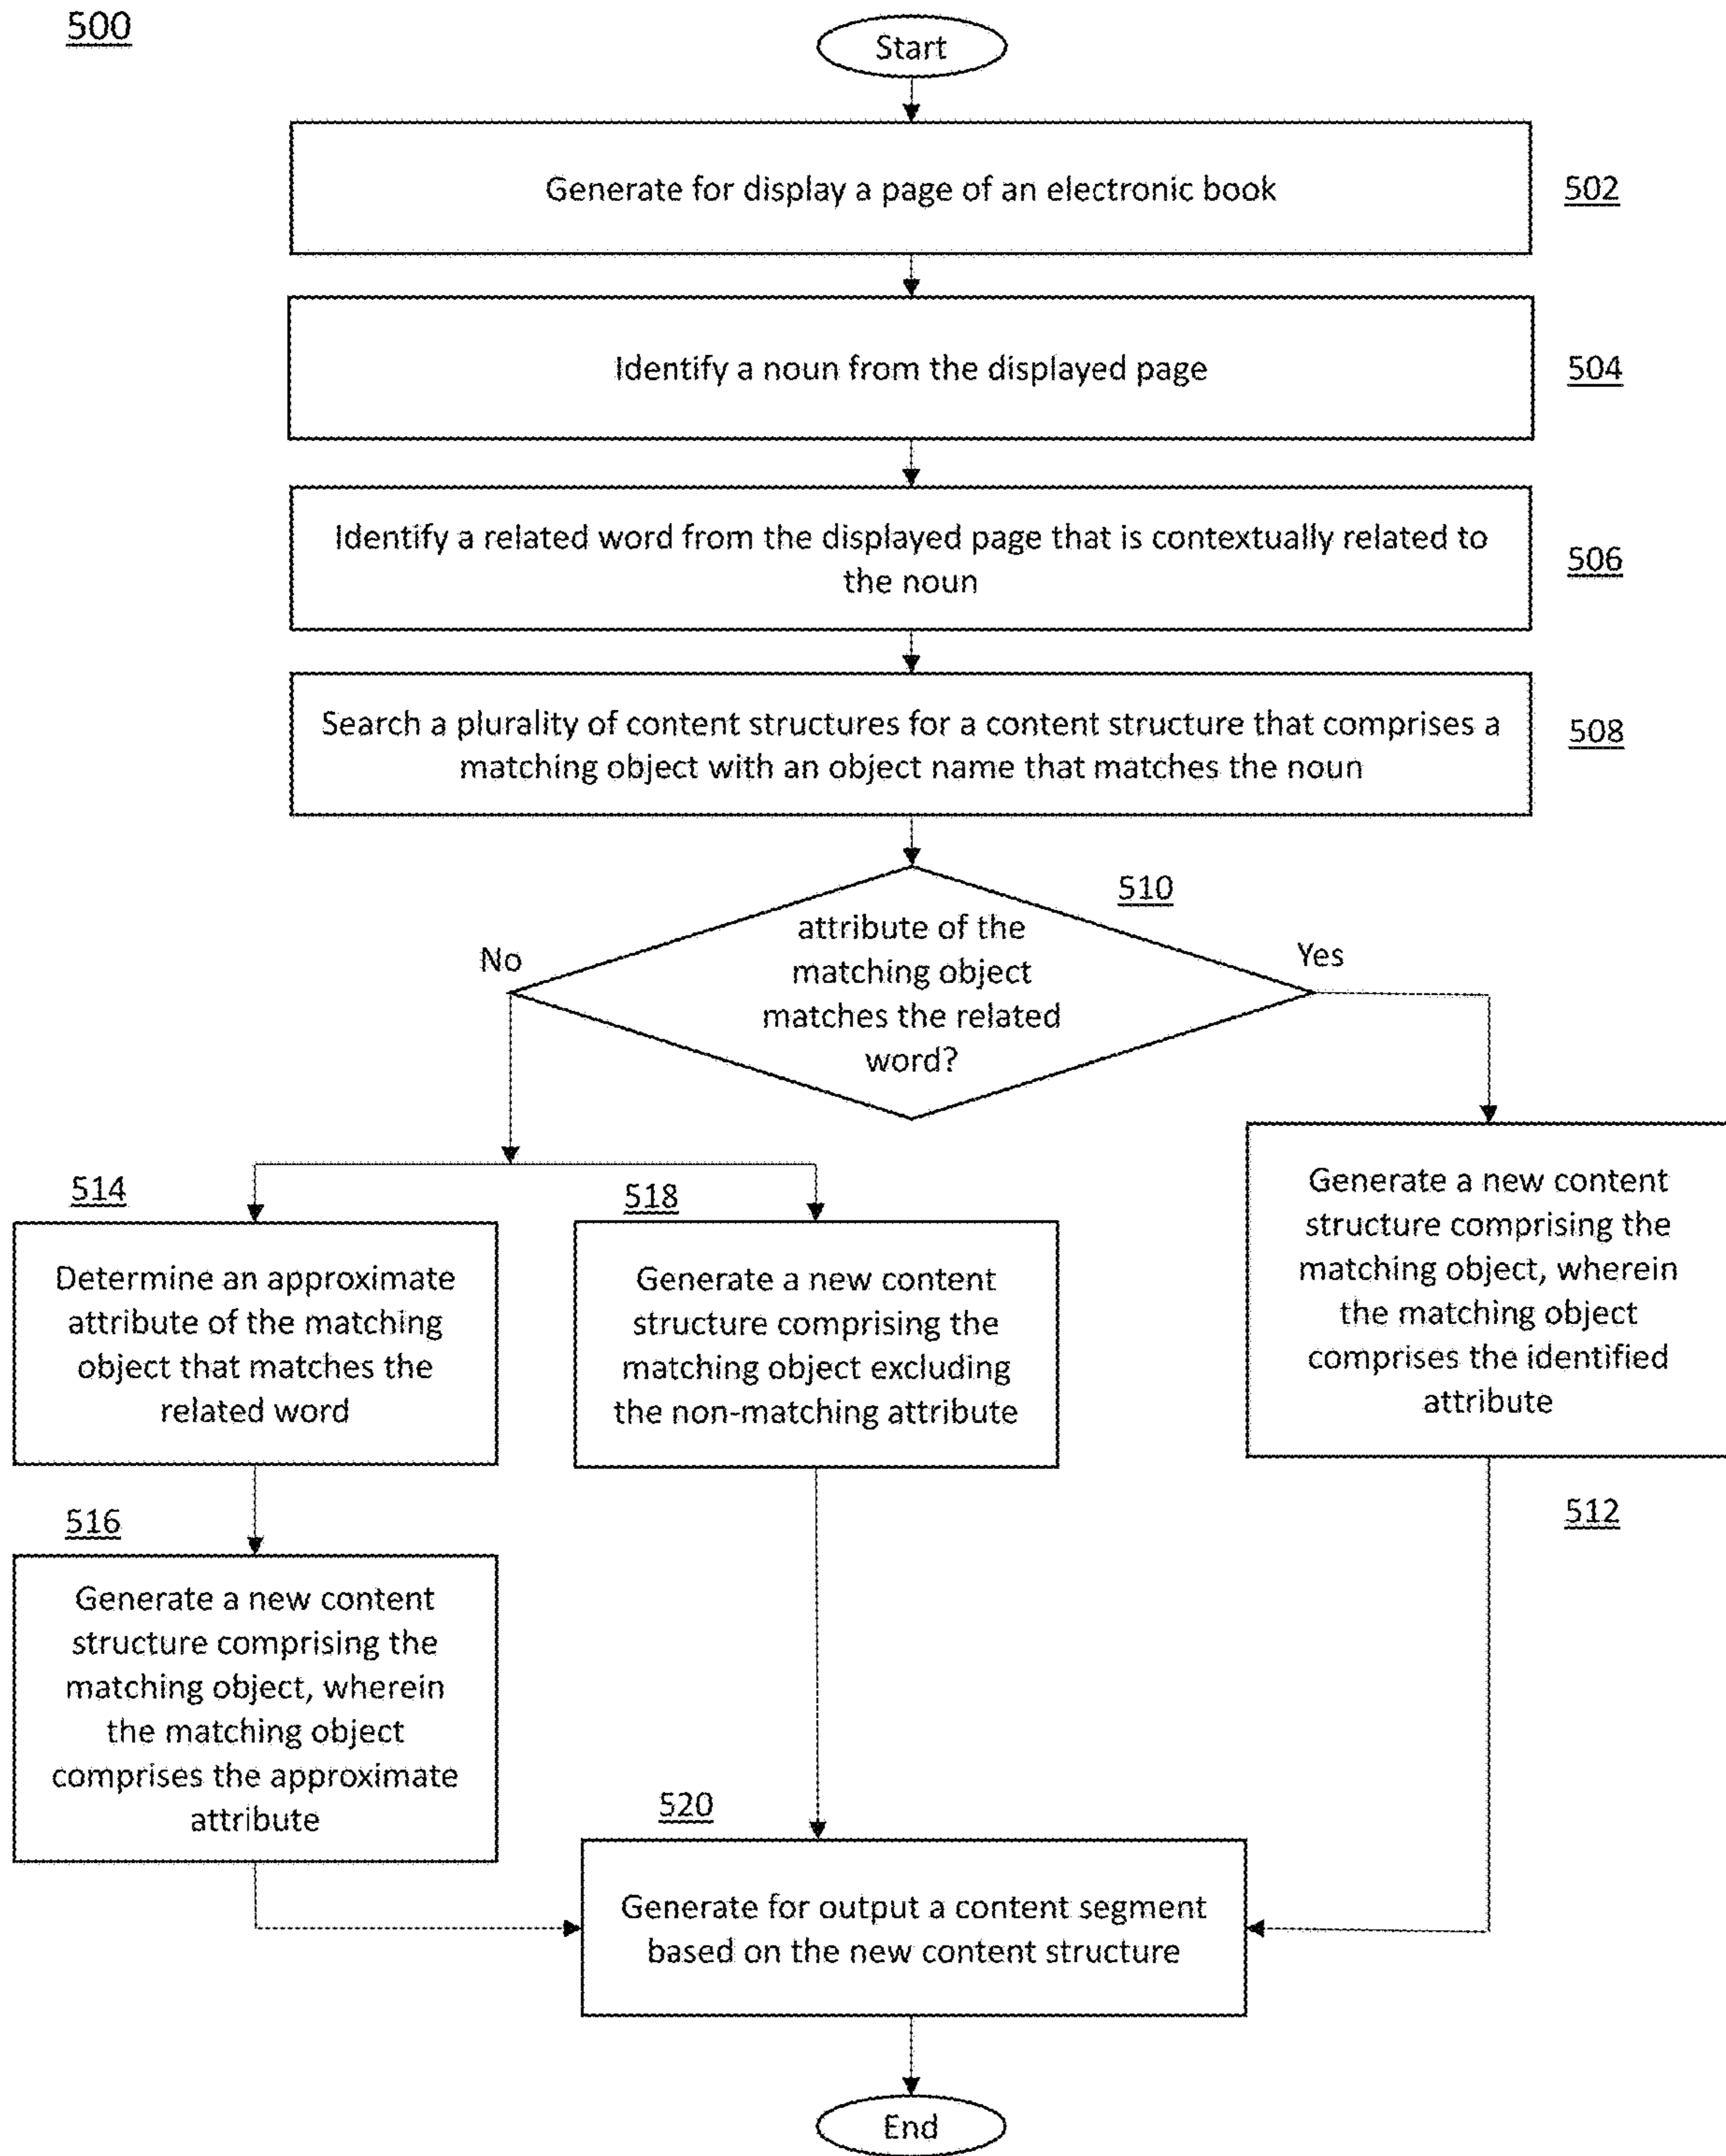 500
Start
Generate for display a page of an electronic book
502
Identify a noun from the displayed page
504
Identify a related word from the displayed page that is contextually related to
the noun
506
Search a plurality of content structures for a content structure that comprises a
matching object with an object name that matches the noun
508
510
attribute of the
matching object
matches the related
word?
No
Yes
514
Determine an approximate
attribute of the matching
object that matches the
related word
518
Generate a new content
structure comprising the
matching object excluding
the non-matching attribute
Generate a new content
structure comprising the
matching object, wherein
the matching object
comprises the identified
attribute
512
516
Generate a new content
structure comprising the
matching object, wherein
the matching object
comprises the approximate
attribute
520
Generate for output a content segment
based on the new content structure
End